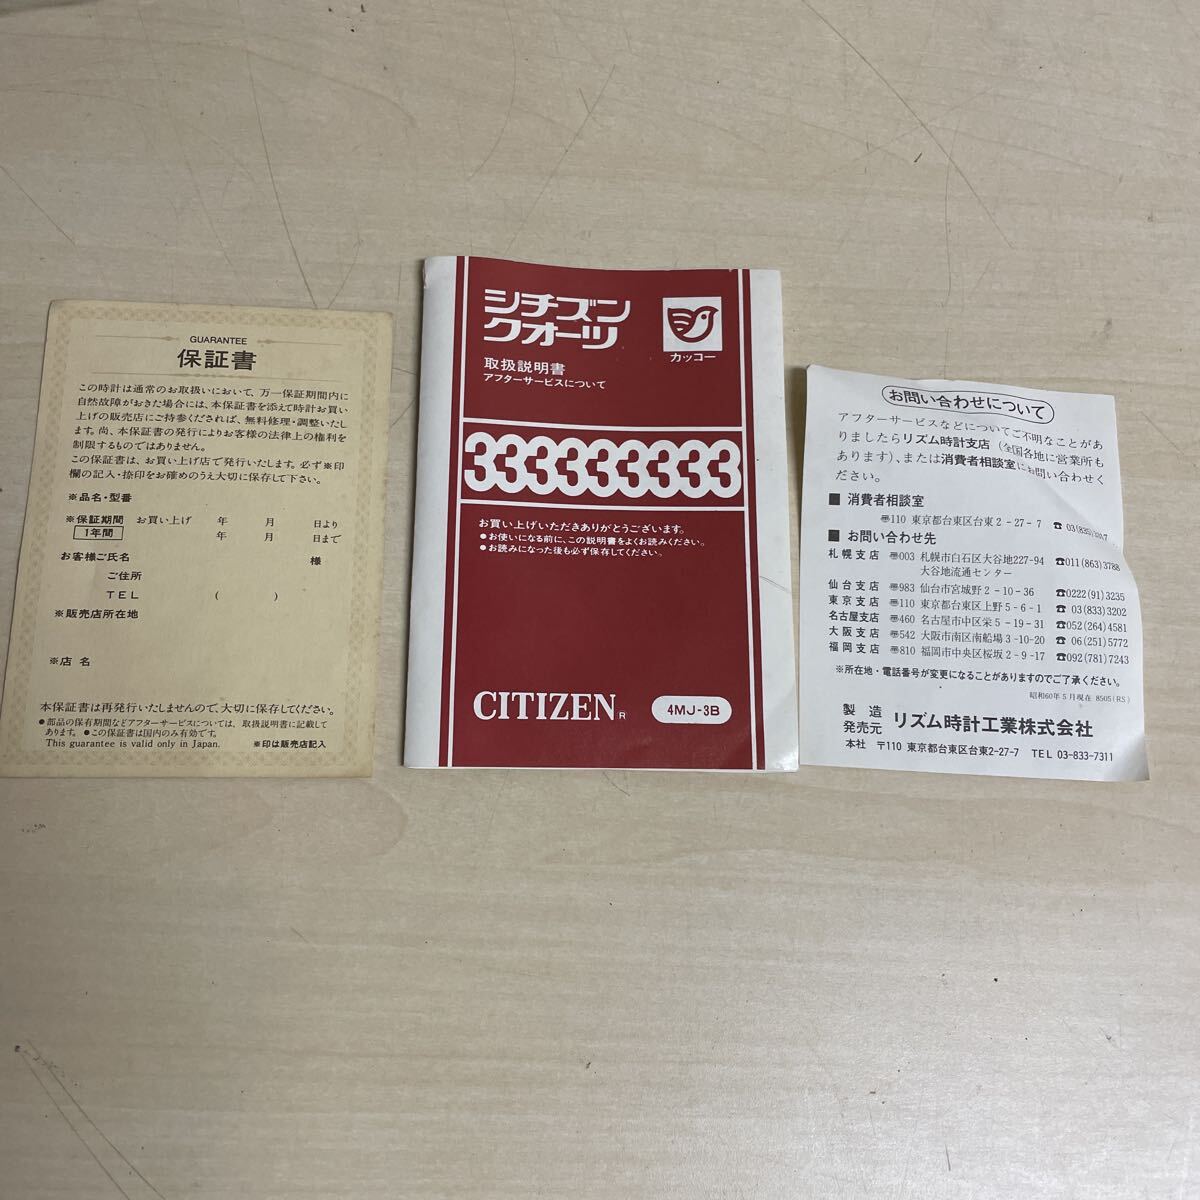 GUARANTEE
保証書
この時計は通常のお取扱いにおいて、万一保証期間内に
自然故障がおきた場合には、本保証書を添えて時計お買い
上げの販売店にご持参くだされば、無料修理・調整いたし
ます。尚、本保証書の発行によりお客様の法律上の権利を
制限するものではありません。
この保証書は、お買い上げ店で発行いたします。必ず※印
欄の記入・捺印をお確めのうえ大切に保存して下さい。
※品名・型番
※保証期間 お買い上げ 年 月 日より
1年間 年 月 日まで
お客様ご氏名 様
ご住所
TEL ( )
※販売店所在地
※店名
本保証書は再発行いたしませんので、大切に保存してください。
●部品の保有期間などアフターサービスについては、取扱説明書に記載して
あります。●この保証書は国内のみ有効です。
This guarantee is valid only in Japan. ※印は販売店記入
シチズン
クオーツ
カッコー
取扱説明書
アフターサービスについて
333333333
お買い上げいただきありがとうございます。
●お使いになる前に、この説明書をよくお読みください。
●お読みになった後も必ず保存してください。
CITIZEN R
4MJ-3B
お問い合わせについて
アフターサービスなどについてご不明なことがあ
りましたらリズム時計支店(全国各地に営業所も
あります)、または消費者相談室にお問い合わせく
ださい。
■ 消費者相談室
〠110 東京都台東区台東2-27-7
■ お問い合わせ先
札幌支店 〠003 札幌市白石区大谷地227-94 ☎011(863)3788
大谷地流通センター
仙台支店 〠983 仙台市宮城野2-10-36 ☎0222(91)3235
東京支店 〠110 東京都台東区上野5-6-1 ☎03(833)3202
名古屋支店 〠460 名古屋市中区栄5-19-31 ☎052(264)4581
大阪支店 〠542 大阪市南区南船場3-10-20 ☎06(251)5772
福岡支店 〠810 福岡市中央区桜坂2-9-17 ☎092(781)7243
※所在地・電話番号が変更になることがありますのでご了承ください。
昭和60年5月現在 8505(RS)
製造
発売元 リズム時計工業株式会社
本社 〒110 東京都台東区台東2-27-7 TEL 03-833-7311